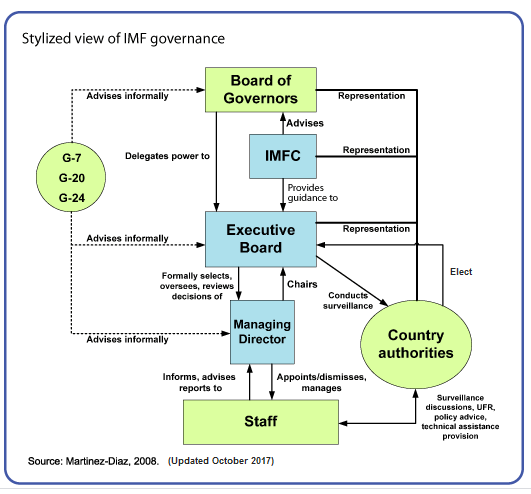 Stylized view of IMF governance
Board of
Governors
Advises informally
Representation
Advises
IMFC
Representation
Delegates power to
G-7
G-20
G-24
Provides
guidance to
Executive
Board
Representation
Advises informally
Elect
Formally selects,
oversees, reviews
decisions of
Chairs
Conducts
surveillance
Managing
Director
Country
authorities
Advises informally
Informs, advises
reports to
Appoints/dismisses,
manages
Staff
Surveillance
discussions, UFR,
policy advice,
technical assistance
provision
Source: Martinez-Diaz, 2008. (Updated October 2017)